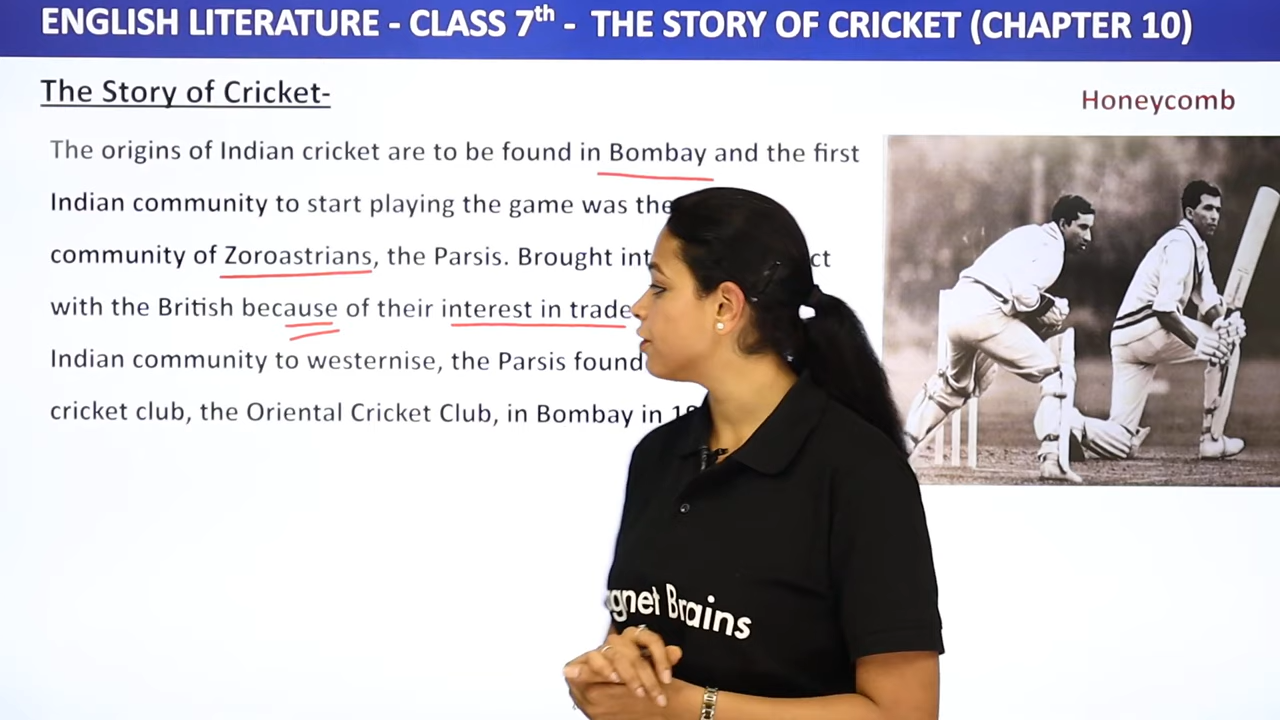 ENGLISH LITERATURE - CLASS 7th - THE STORY OF CRICKET (CHAPTER 10)
The Story of Cricket-
Honeycomb
The origins of Indian cricket are to be found in Bombay and the first
Indian community to start playing the game was the
community of Zoroastrians, the Parsis. Brought
with the British because of their interest in trade
Indian community to westernise, the Parsis found
cricket club, the Oriental Cricket Club, in Bombay in
Brains